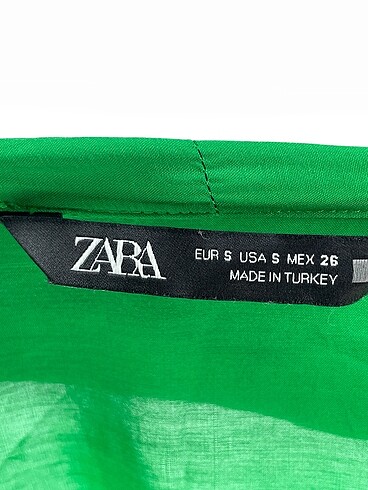 ZARA
EUR S USA S MEX 26
MADE IN TURKEY